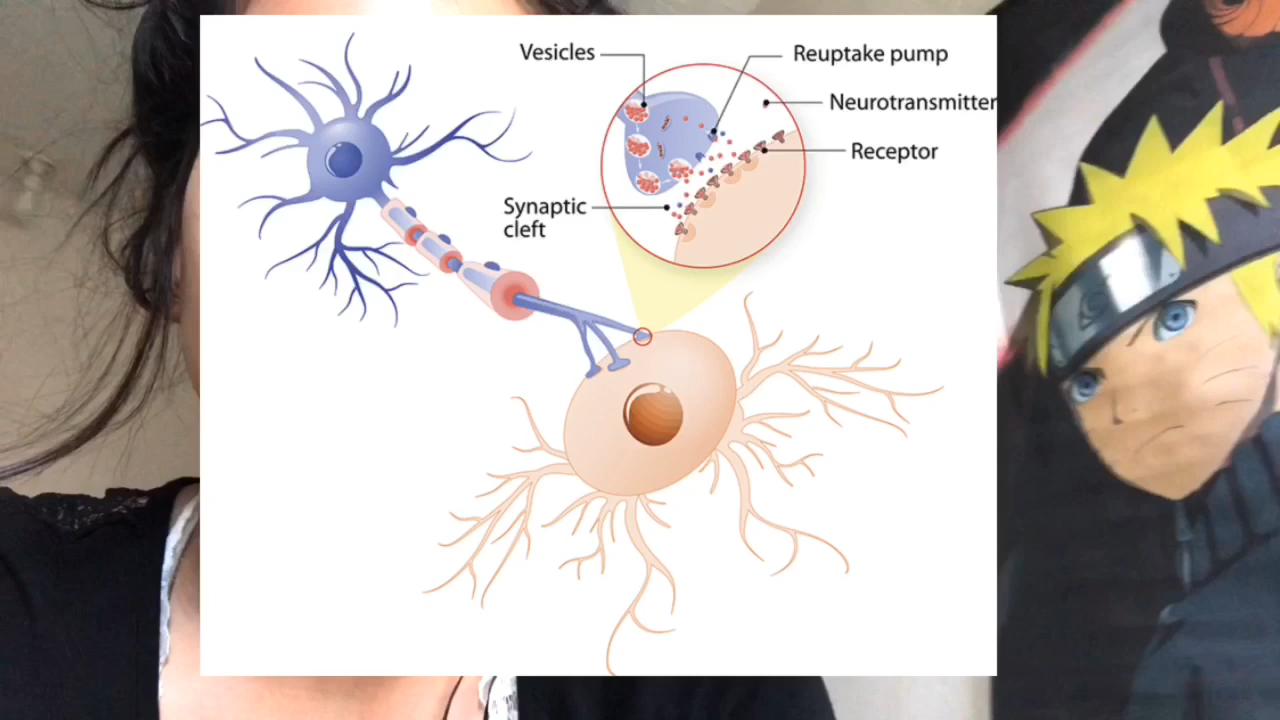 Vesicles
Reuptake pump
Neurotransmitter
Receptor
Synaptic
cleft